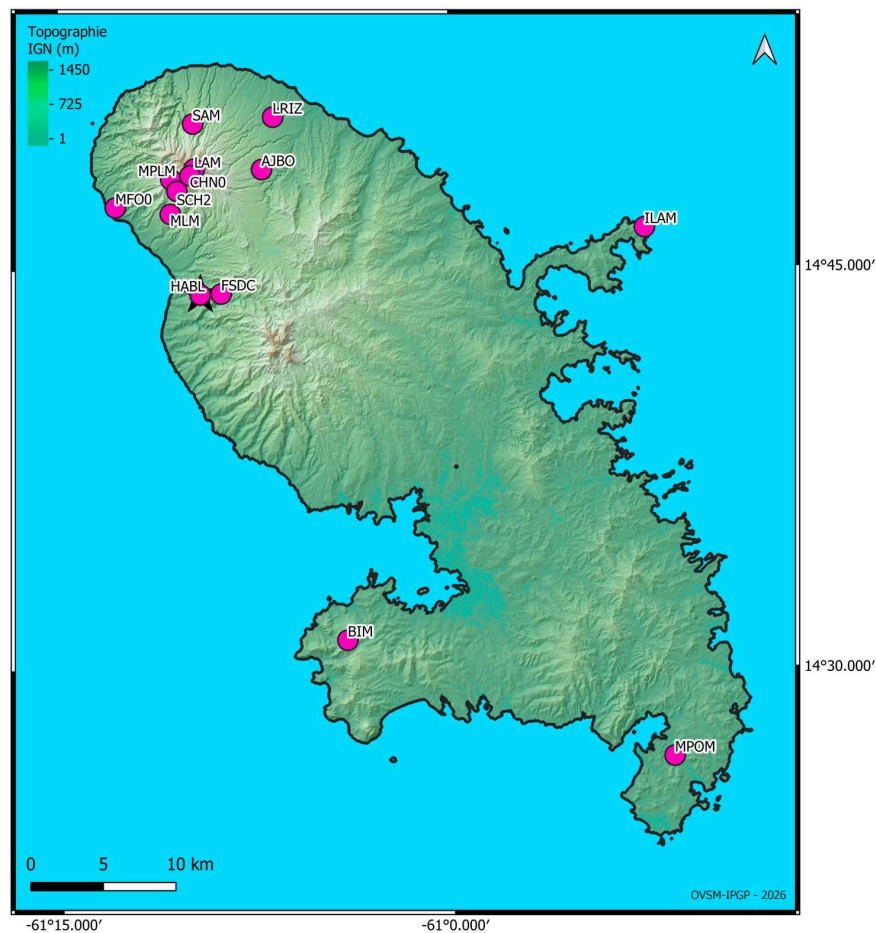 Topographie
IGN (m)
1450
725
1
SAM
LRIZ
LAM
AJBO
MPLM
CHN0
MFO0
SCH2
MLM
ILAM
14°45.000′
HABL
FSDC
BIM
14°30.000′
MPOM
0 5 10 km
OVSM-IPGP - 2026
-61°15.000′
-61°0.000′